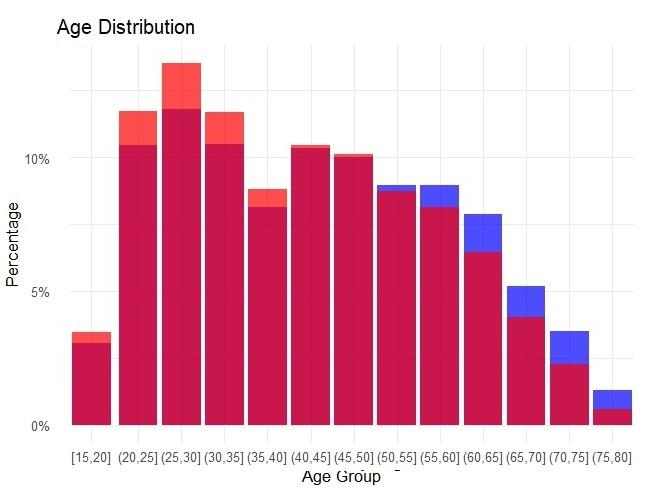 Age Distribution
Percentage
10%
5%
0%
[15,20] (20,25] (25,30] (30,35] (35,40] (40,45] (45,50] (50,55] (55,60] (60,65] (65,70] (70,75] (75,80]
Age Group